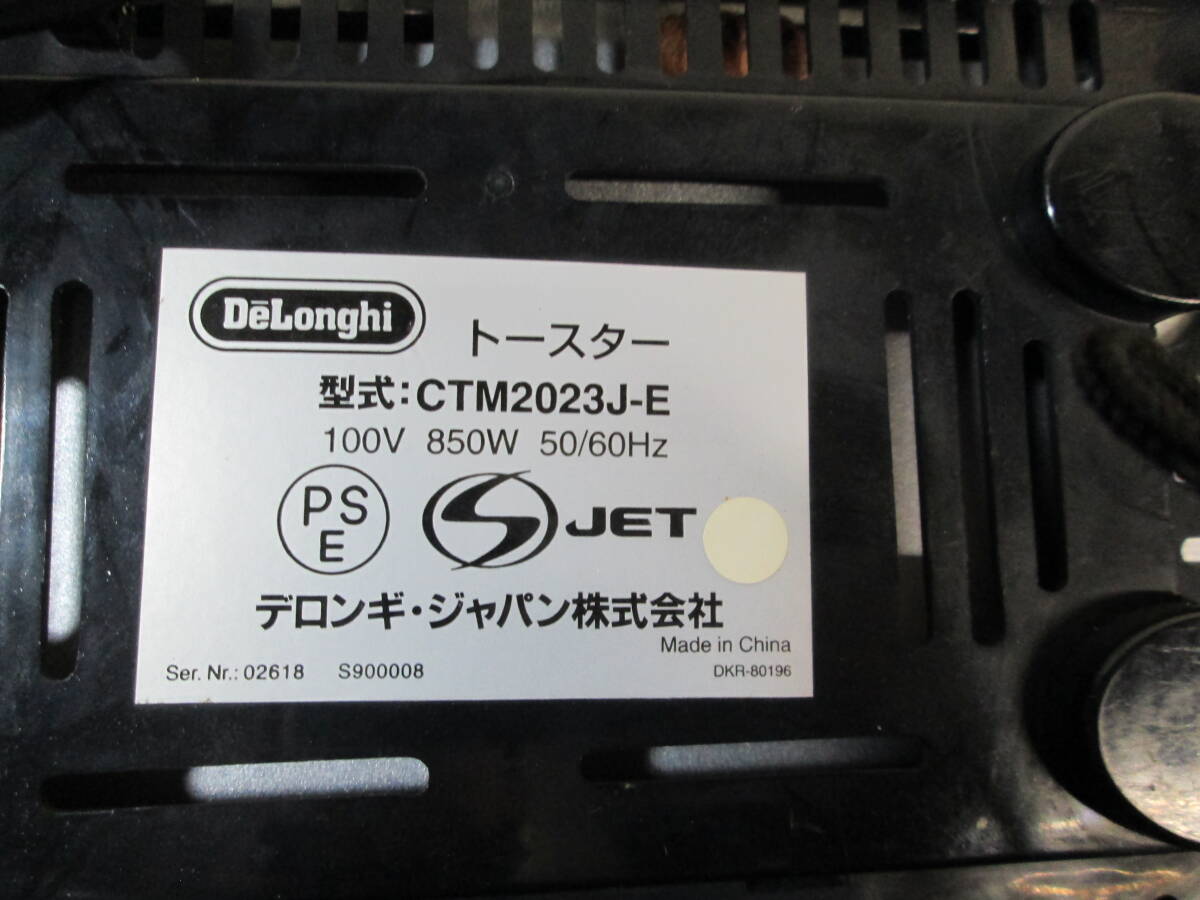 DeLonghi トースター
型式：CTM2023J-E
100V 850W 50/60Hz
PS
E
S JET
デロンギ・ジャパン株式会社
Made in China
Ser. Nr.: 02618 S900008 DKR-80196